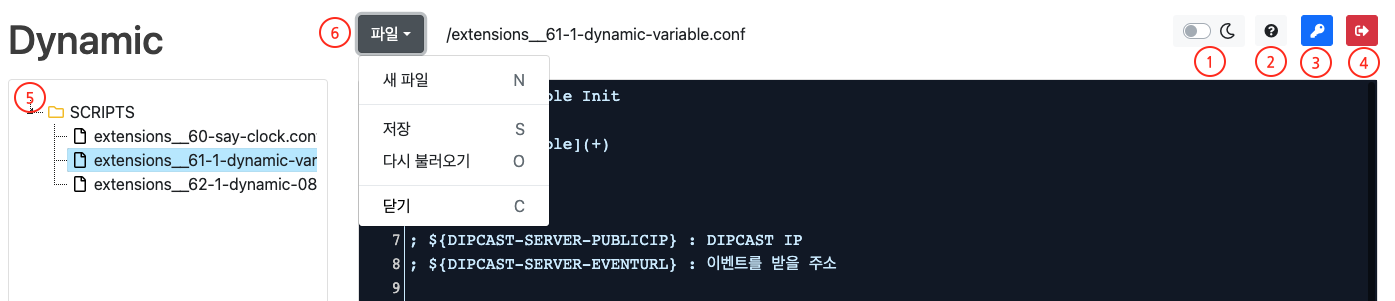 Dynamic
⑥ 파일 /extensions__61-1-dynamic-variable.conf
① ② ③ ④
⑤
SCRIPTS
extensions__60-say-clock.con
extensions__61-1-dynamic-var
extensions__62-1-dynamic-08
새 파일 N
저장 S
다시 불러오기 O
닫기 C
ble Init
ble](+)
7 ; ${DIPCAST-SERVER-PUBLICIP} : DIPCAST IP
8 ; ${DIPCAST-SERVER-EVENTURL} : 이벤트를 받을 주소
9